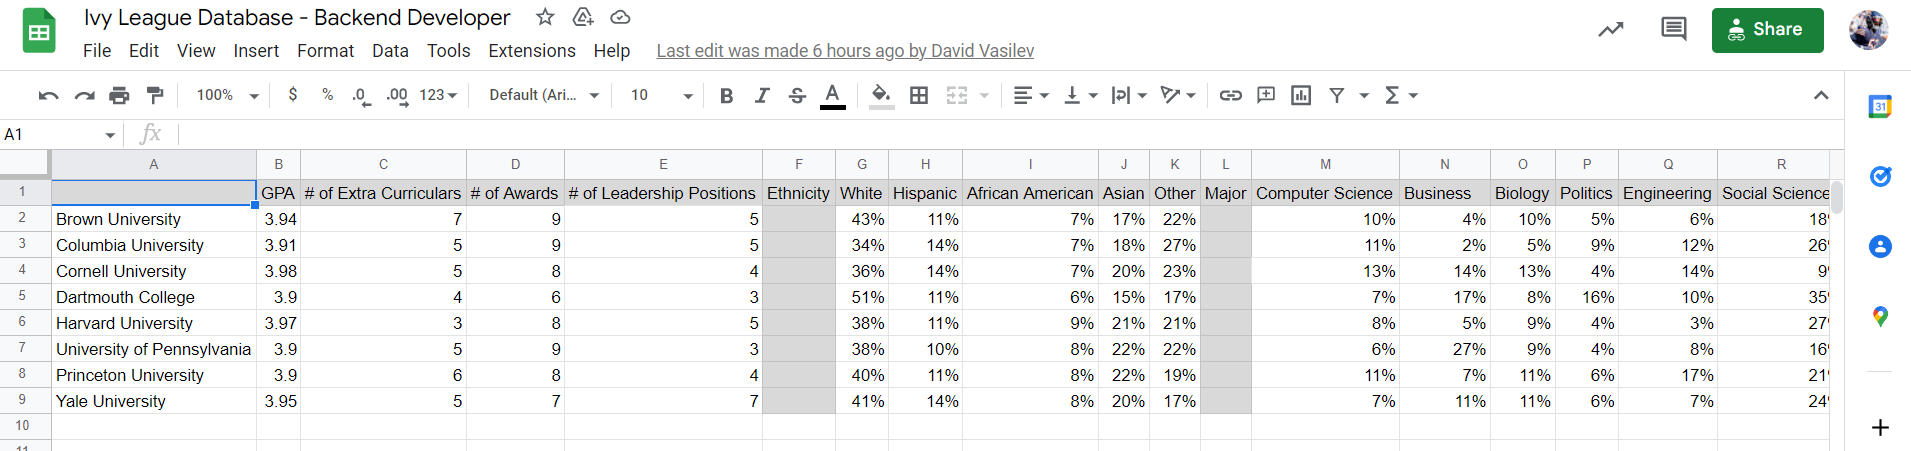 Ivy League Database - Backend Developer
File Edit View Insert Format Data Tools Extensions Help Last edit was made 6 hours ago by David Vasilev
Share
100% $ % .0 .00 123 Default (Ari... 10 B I S A Σ
31
A1 fx
A B C D E F G H I J K L M N O P Q R
1 GPA # of Extra Curriculars # of Awards # of Leadership Positions Ethnicity White Hispanic African American Asian Other Major Computer Science Business Biology Politics Engineering Social Science
2 Brown University 3.94 7 9 5 43% 11% 7% 17% 22% 10% 4% 10% 5% 6% 18
3 Columbia University 3.91 5 9 5 34% 14% 7% 18% 27% 11% 2% 5% 9% 12% 26
4 Cornell University 3.98 5 8 4 36% 14% 7% 20% 23% 13% 14% 13% 4% 14% 9
5 Dartmouth College 3.9 4 6 3 51% 11% 6% 15% 17% 7% 17% 8% 16% 10% 35
6 Harvard University 3.97 3 8 5 38% 11% 9% 21% 21% 8% 5% 9% 4% 3% 27
7 University of Pennsylvania 3.9 5 9 3 38% 10% 8% 22% 22% 6% 27% 9% 4% 8% 16
8 Princeton University 3.9 6 8 4 40% 11% 8% 22% 19% 11% 7% 11% 6% 17% 21
9 Yale University 3.95 5 7 7 41% 14% 8% 20% 17% 7% 11% 11% 6% 7% 24
10
11